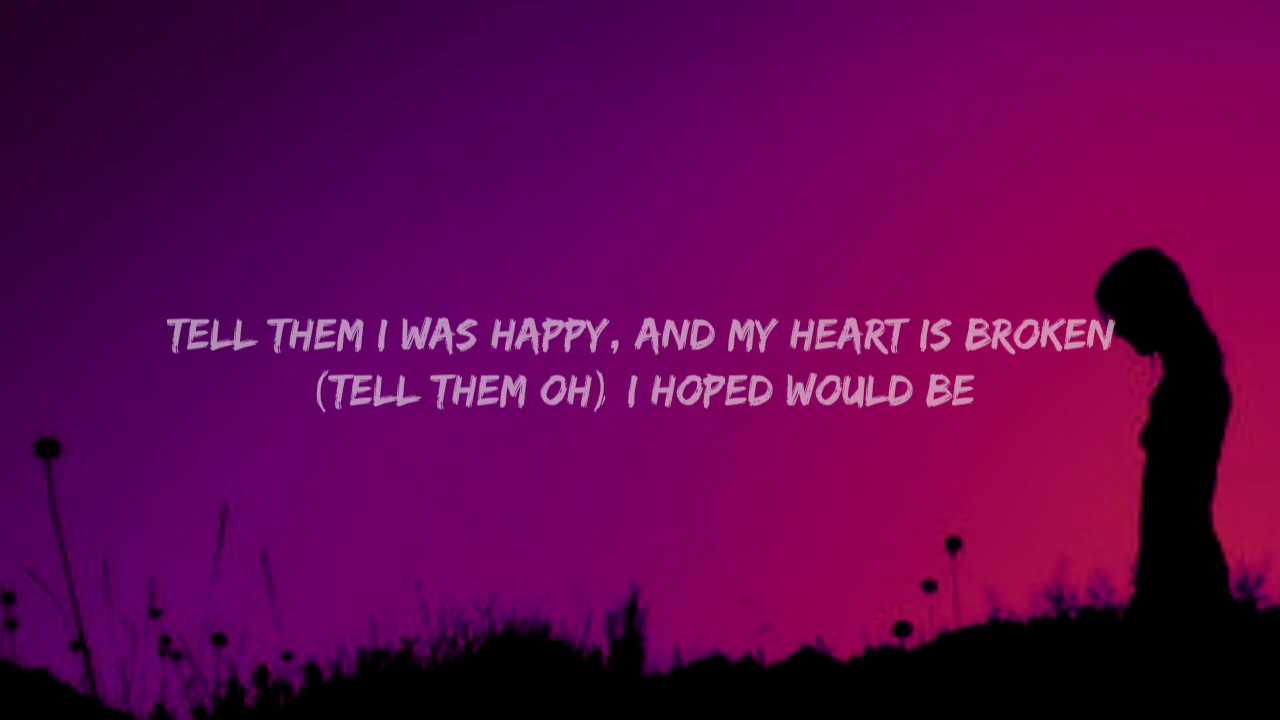 TELL THEM I WAS HAPPY, AND MY HEART IS BROKEN
(TELL THEM OH) I HOPED WOULD BE